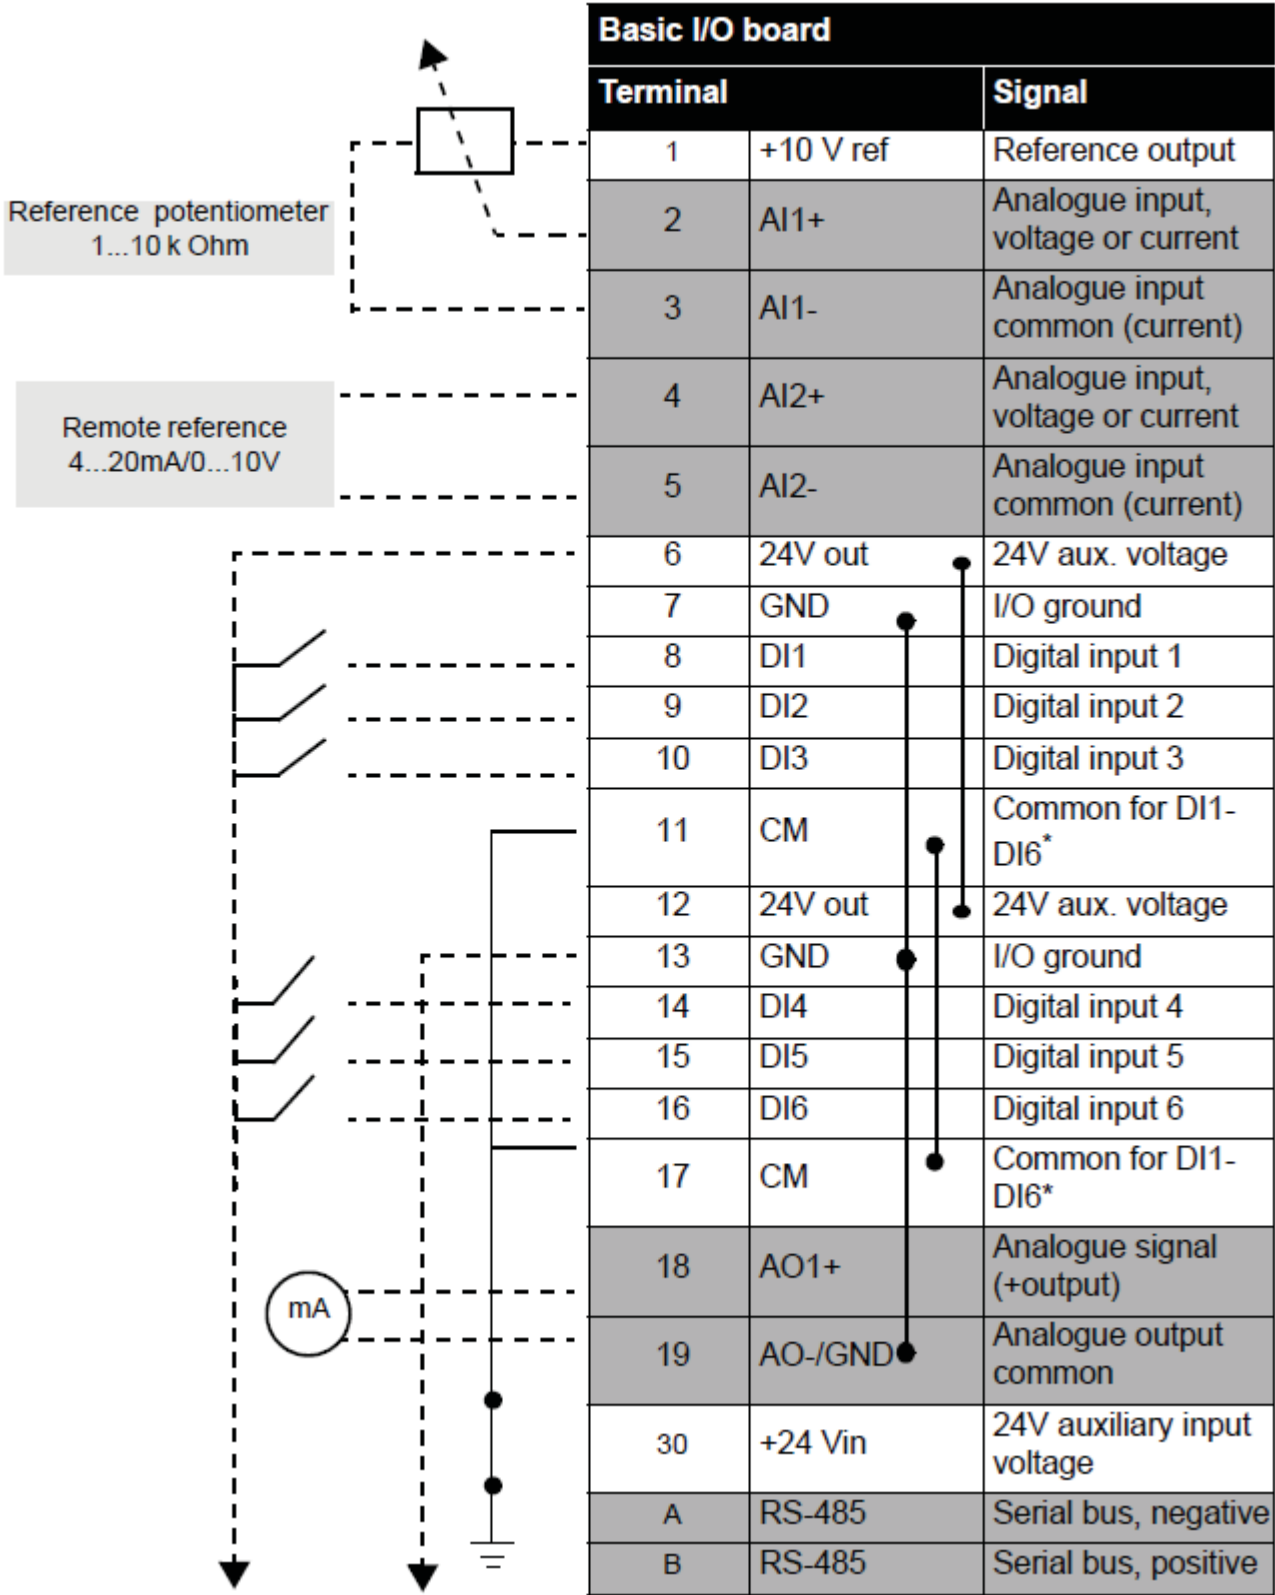 Basic I/O board
Terminal Signal
1 +10 V ref Reference output
Reference potentiometer
1...10 k Ohm
2 AI1+ Analogue input,
voltage or current
3 AI1- Analogue input
common (current)
Remote reference
4...20mA/0...10V
4 AI2+ Analogue input,
voltage or current
5 AI2- Analogue input
common (current)
6 24V out 24V aux. voltage
7 GND I/O ground
8 DI1 Digital input 1
9 DI2 Digital input 2
10 DI3 Digital input 3
11 CM Common for DI1-
DI6*
12 24V out 24V aux. voltage
13 GND I/O ground
14 DI4 Digital input 4
15 DI5 Digital input 5
16 DI6 Digital input 6
17 CM Common for DI1-
DI6*
mA
18 AO1+ Analogue signal
(+output)
19 AO-/GND Analogue output
common
30 +24 Vin 24V auxiliary input
voltage
A RS-485 Serial bus, negative
B RS-485 Serial bus, positive